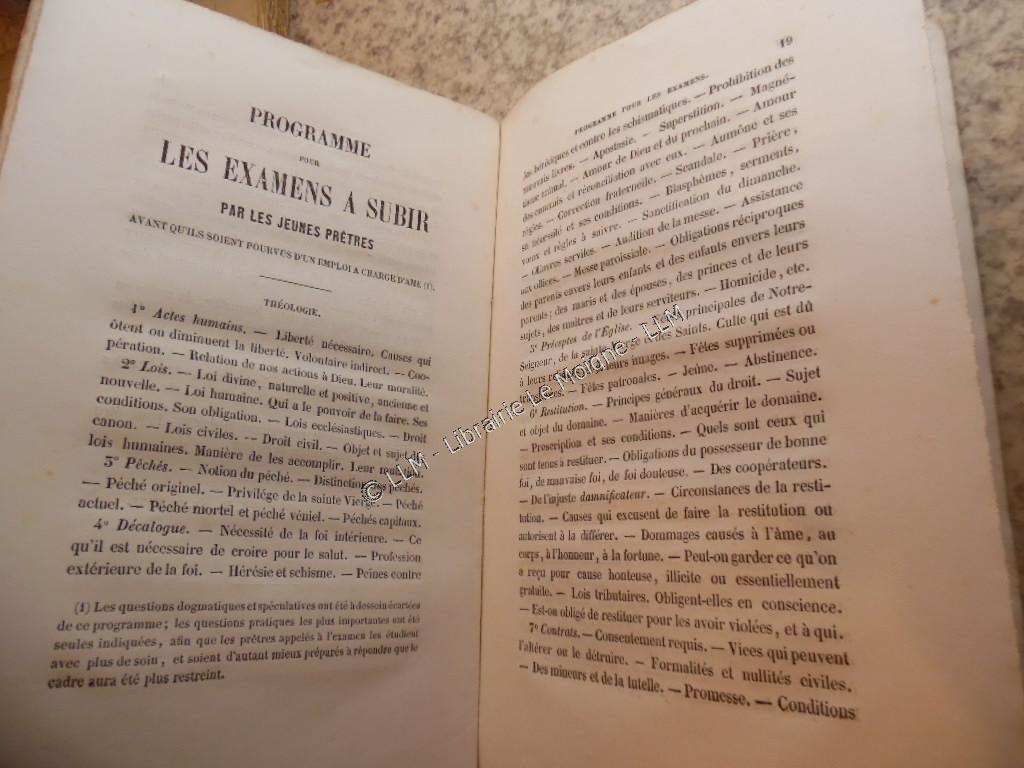 PROGRAMME
POUR
LES EXAMENS A SUBIR
PAR LES JEUNES PRÊTRES
AVANT QU'ILS SOIENT POURVUS D'UN EMPLOI A CHARGE D'AME (1).
THÉOLOGIE.
1° Actes humains. — Liberté nécessaire. Causes qui
ôtent ou diminuent la liberté. Volontaire indirect. — Coo-
pération. — Relation de nos actions à Dieu. Leur moralité.
2° Lois. — Loi divine, naturelle et positive, ancienne et
nouvelle. — Loi humaine. Qui a le pouvoir de la faire. Ses
conditions. Son obligation. — Lois ecclésiastiques. — Droit
canon. — Lois civiles. — Droit civil. — Objet et sujet de
lois humaines. Manière de les accomplir. Leur
3° Péchés. — Notion du péché. — Distinction des péchés.
— Péché originel. — Privilége de la sainte Vierge. — Péché
actuel. — Péché mortel et péché véniel. — Péchés capitaux.
4° Décalogue. — Nécessité de la foi intérieure. — Ce
qu'il est nécessaire de croire pour le salut. — Profession
extérieure de la foi. — Hérésie et schisme. — Peines contre
(1) Les questions dogmatiques et spéculatives ont été à dessein écartées
de ce programme; les questions pratiques les plus importantes ont été
seules indiquées, afin que les prêtres appelés à l'examen les étudient
avec plus de soin, et soient d'autant mieux préparés à répondre que le
cadre aura été plus restreint.
PROGRAMME POUR LES EXAMENS. 19
les hérétiques et contre les schismatiques. — Prohibition des
mauvais livres. — Apostasie. — Superstition. — Magné-
tisme animal. — Amour de Dieu et du prochain. — Amour
des ennemis et réconciliation avec eux. — Aumône et ses
règles. — Correction fraternelle. — Scandale. — Prière,
sa nécessité et ses conditions. — Blasphèmes, serments,
vœux et règles à suivre. — Sanctification du dimanche.
— Œuvres serviles. — Audition de la messe. — Assistance
aux offices. — Messe paroissiale. — Obligations réciproques
des parents envers leurs enfants et des enfants envers leurs
parents; des maris et des épouses, des princes et de leurs
sujets, des maîtres et de leurs serviteurs. — Homicide, etc.
5° Préceptes de l'Église. — Fêtes principales de Notre-
Seigneur, de la sainte Vierge et des Saints. Culte qui est dû
à leurs leurs images. — Fêtes supprimées ou
— Fêtes patronales. — Jeûne. — Abstinence.
6° Restitution. — Principes généraux du droit. — Sujet
et objet du domaine. — Manières d'acquérir le domaine.
— Prescription et ses conditions. — Quels sont ceux qui
sont tenus à restituer. — Obligations du possesseur de bonne
foi, de mauvaise foi, de foi douteuse. — Des coopérateurs.
— De l'injuste damnificateur. — Circonstances de la resti-
tution. — Causes qui excusent de faire la restitution ou
autorisent à la différer. — Dommages causés à l'âme, au
corps, à l'honneur, à la fortune. — Peut-on garder ce qu'on
a reçu pour cause honteuse, illicite ou essentiellement
gratuite. — Lois tributaires. Obligent-elles en conscience.
— Est-on obligé de restituer pour les avoir violées, et à qui.
7° Contrats. — Consentement requis. — Vices qui peuvent
l'altérer ou le détruire. — Formalités et nullités civiles.
— Des mineurs et de la tutelle. — Promesse. — Conditions
© LLM - Librairie Le Moigne - LLM